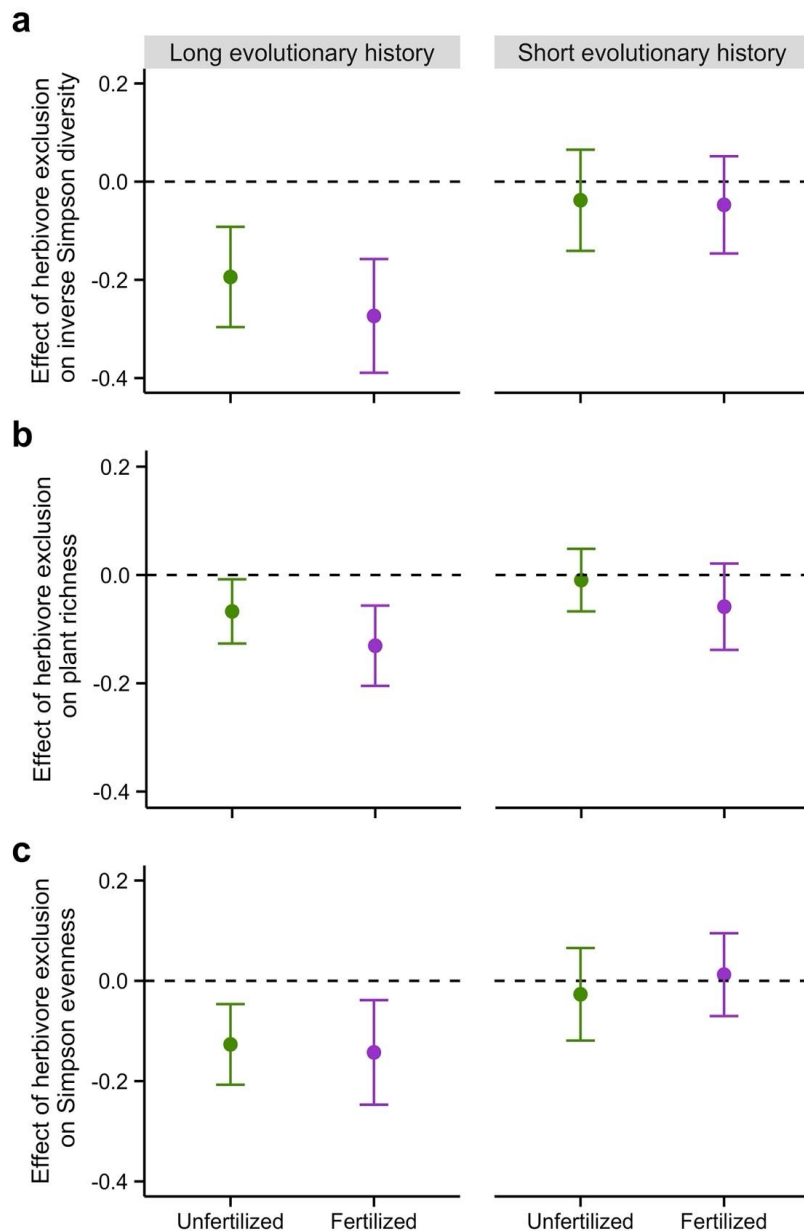 a
Long evolutionary history
Short evolutionary history
Effect of herbivore exclusion
on inverse Simpson diversity
0.2
0.0
-0.2
-0.4
b
Effect of herbivore exclusion
on plant richness
0.2
0.0
-0.2
-0.4
c
Effect of herbivore exclusion
on Simpson evenness
0.2
0.0
-0.2
-0.4
Unfertilized
Fertilized
Unfertilized
Fertilized